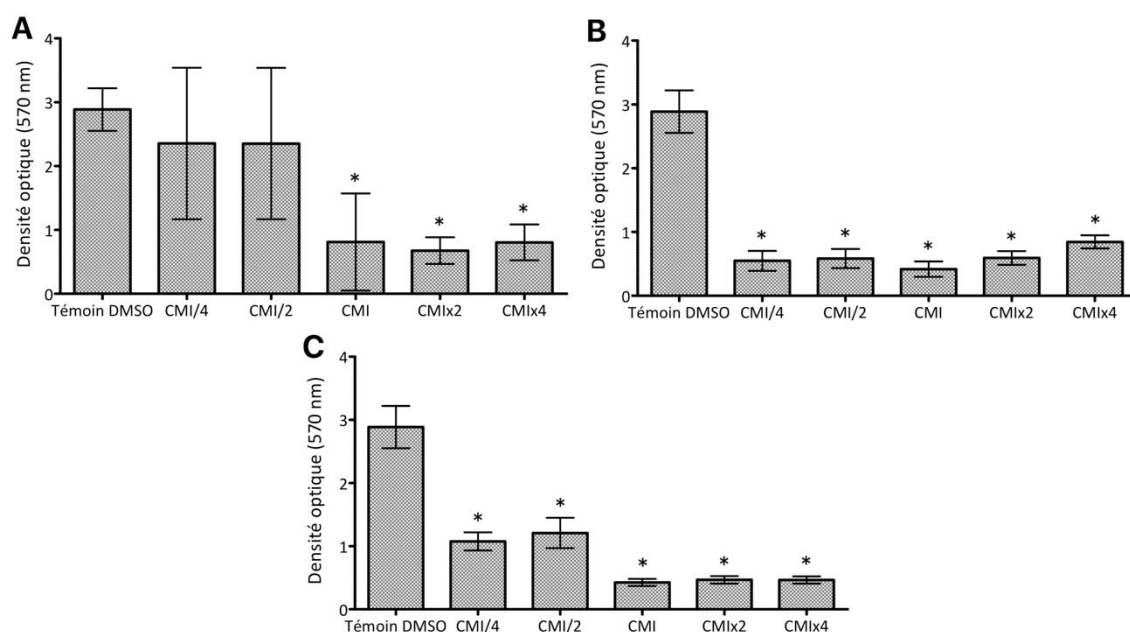 A
Densité optique (570 nm)
4
3
2
1
0
* * *
Témoin DMSO CMI/4 CMI/2 CMI CMIx2 CMIx4
B
Densité optique (570 nm)
4
3
2
1
0
* * * * *
Témoin DMSO CMI/4 CMI/2 CMI CMIx2 CMIx4
C
Densité optique (570 nm)
4
3
2
1
0
* * * * *
Témoin DMSO CMI/4 CMI/2 CMI CMIx2 CMIx4